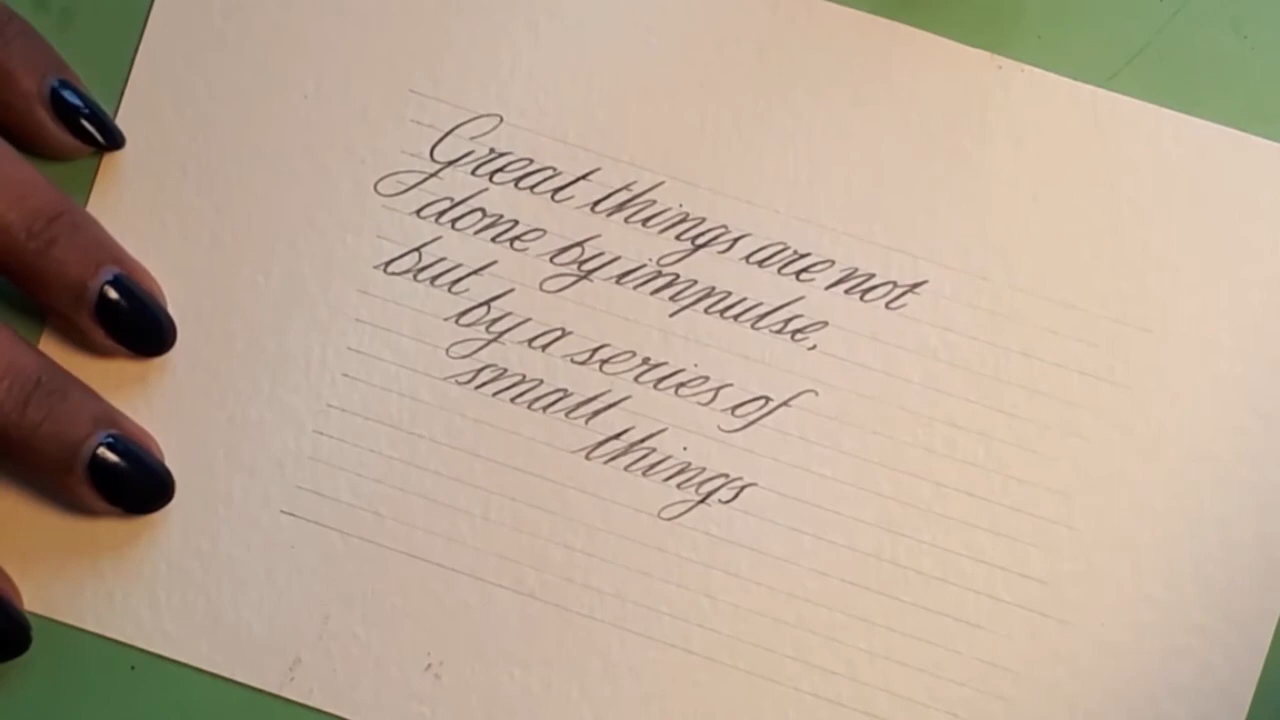 Great things are not
done by impulse,
but
by a series of
small
things